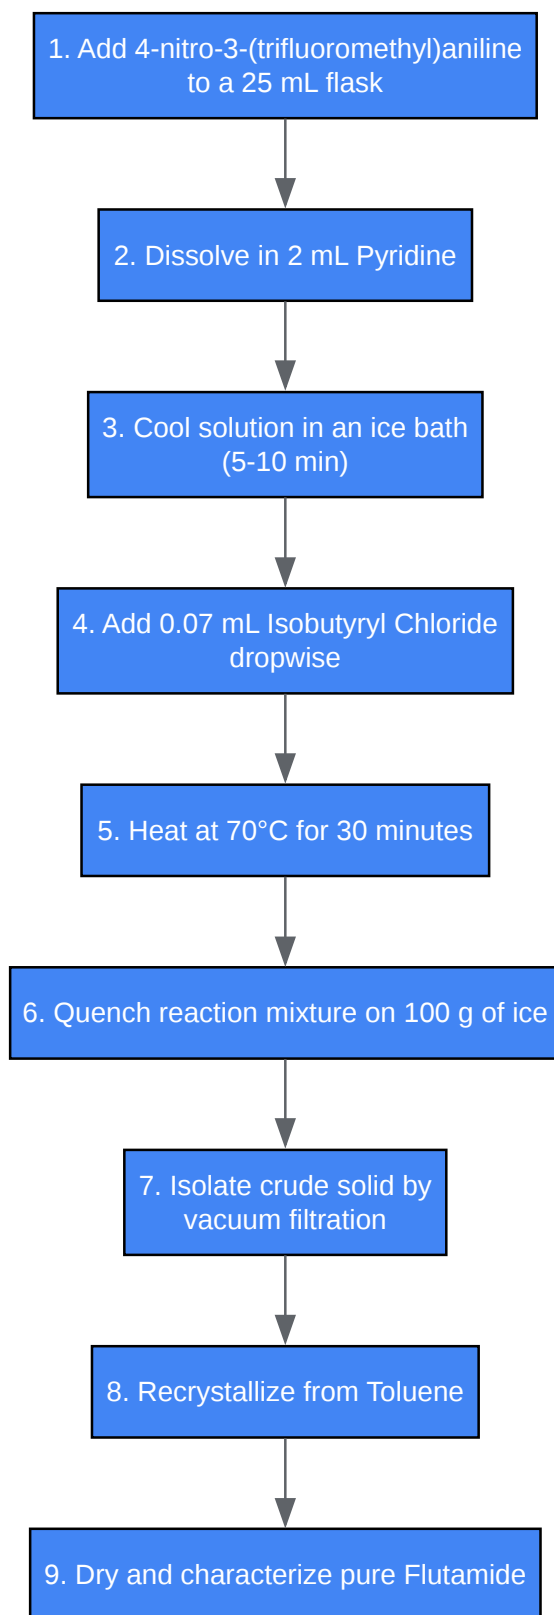 1. Add 4-nitro-3-(trifluoromethyl)aniline
to a 25 mL flask
2. Dissolve in 2 mL Pyridine
3. Cool solution in an ice bath
(5-10 min)
4. Add 0.07 mL Isobutyryl Chloride
dropwise
5. Heat at 70°C for 30 minutes
6. Quench reaction mixture on 100 g of ice
7. Isolate crude solid by
vacuum filtration
8. Recrystallize from Toluene
9. Dry and characterize pure Flutamide